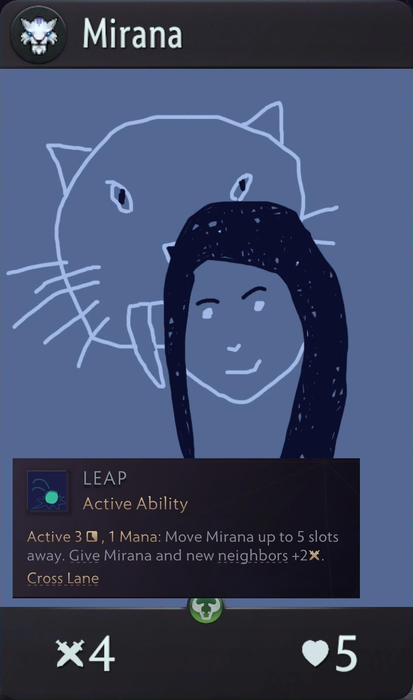 Mirana
LEAP
Active Ability
Active 3 , 1 Mana: Move Mirana up to 5 slots
away. Give Mirana and new neighbors +2.
Cross Lane
4 5